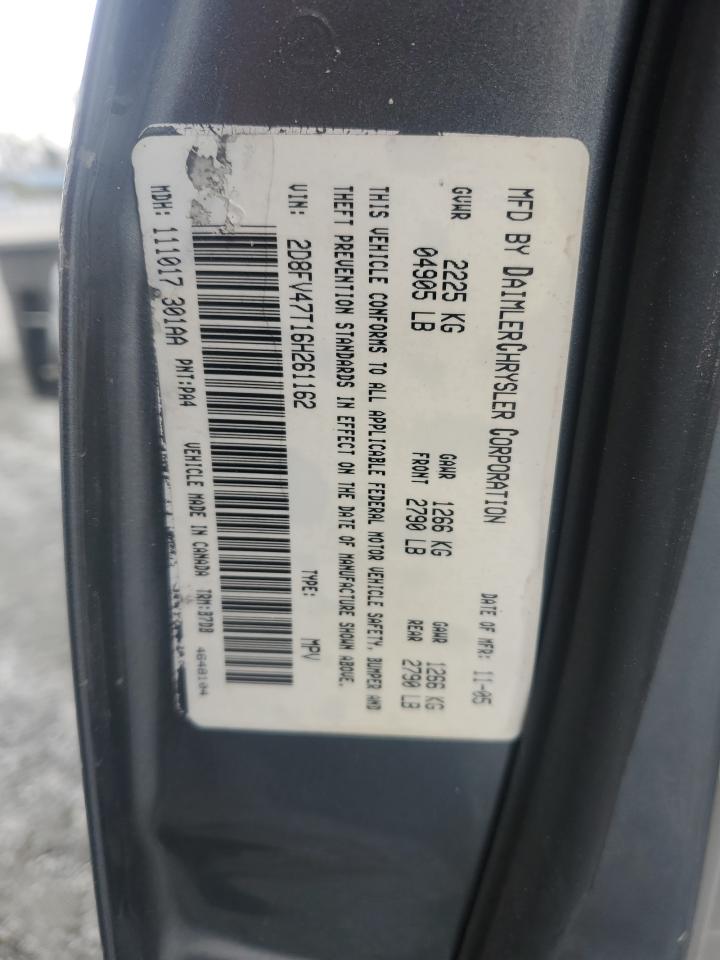 MFD BY DAIMLERCHRYSLER CORPORATION
DATE OF MFR: 11-05
GVWR 2225 KG
04905 LB
GAWR FRONT 1266 KG
2790 LB
GAWR REAR 1266 KG
2790 LB
THIS VEHICLE CONFORMS TO ALL APPLICABLE FEDERAL MOTOR VEHICLE SAFETY, BUMPER AND
THEFT PREVENTION STANDARDS IN EFFECT ON THE DATE OF MANUFACTURE SHOWN ABOVE.
VIN: 2D8FV47T16H261162 TYPE: MPV
MDH: 111017 301AA PNT:PA4 VEHICLE MADE IN CANADA TRM:B7DB
4648104